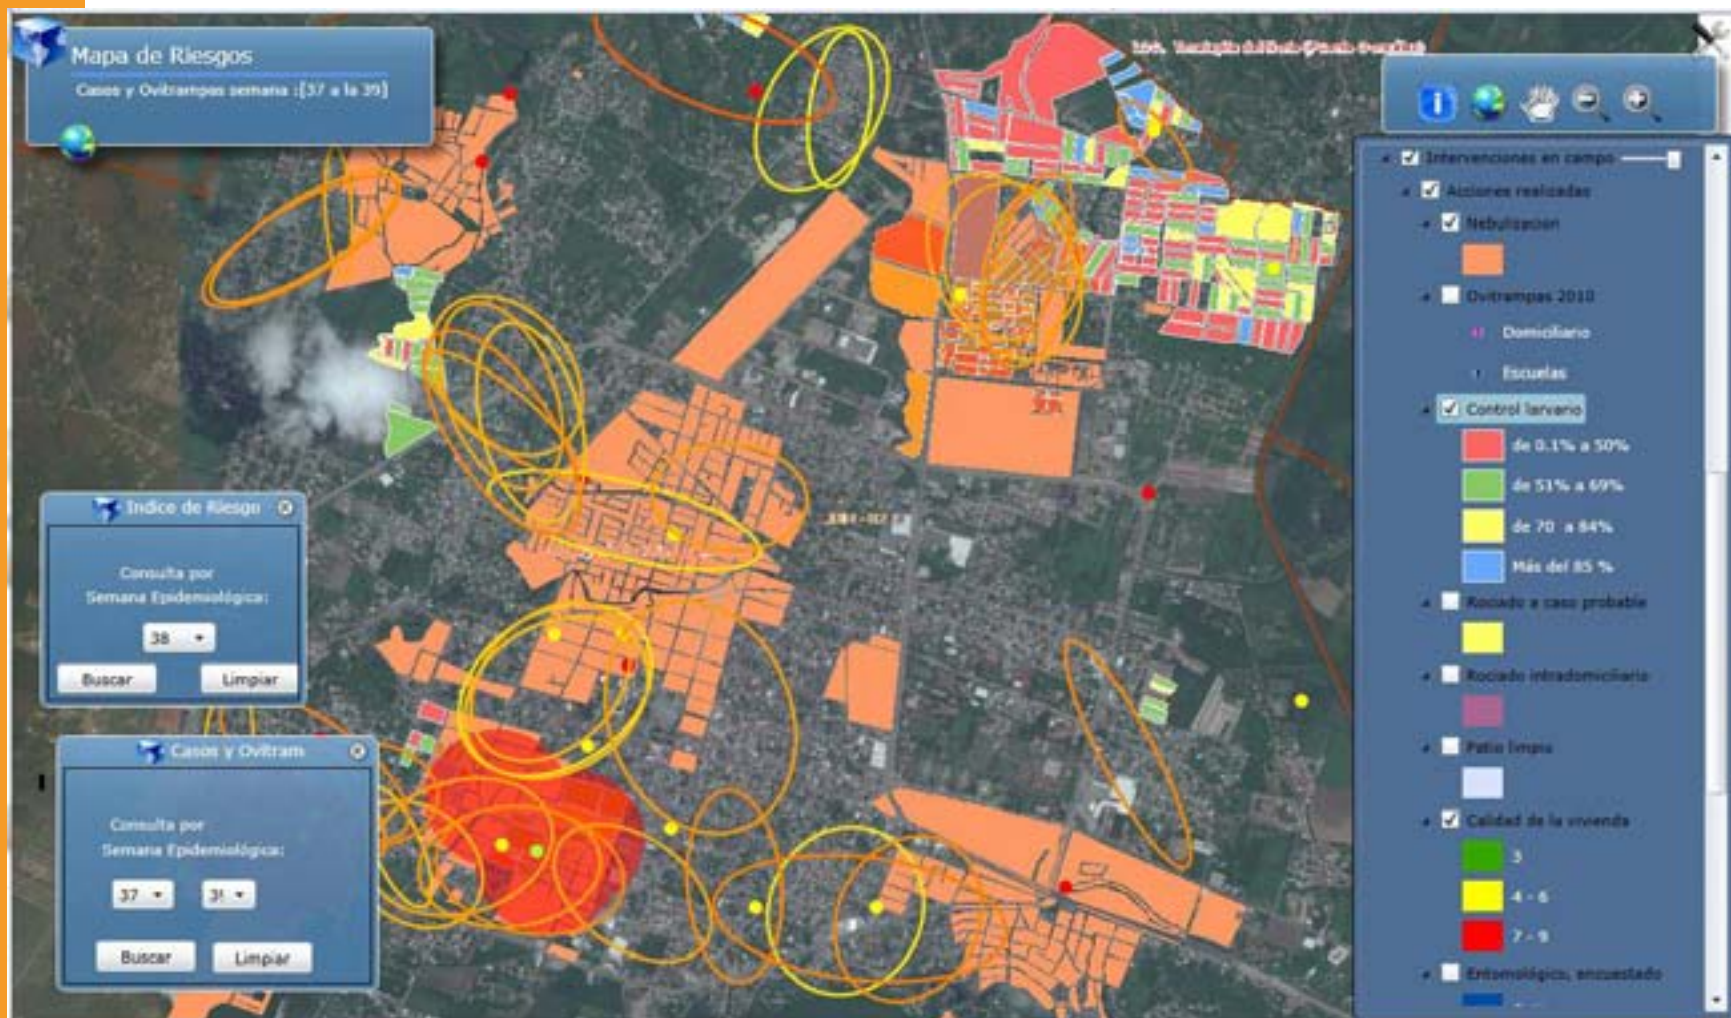 Mapa de Riesgos
Casos y Ovitrampas semana :[37 a la 39]
Intervenciones en campo
Acciones realizadas
Nebulizacion
Ovitrampas 2010
Domiciliario
Escuelas
Control larvario
de 0.1% a 50%
de 51% a 69%
de 70 a 84%
Más del 85 %
Rociado a caso probable
Rociado intradomiciliario
Patio limpio
Calidad de la vivienda
3
4 - 6
7 - 9
Entomológico, encuestado
Indice de Riesgo
Consulta por
Semana Epidemiológica:
38
Buscar Limpiar
Casos y Ovitram
Consulta por
Semana Epidemiológica:
37
Buscar Limpiar